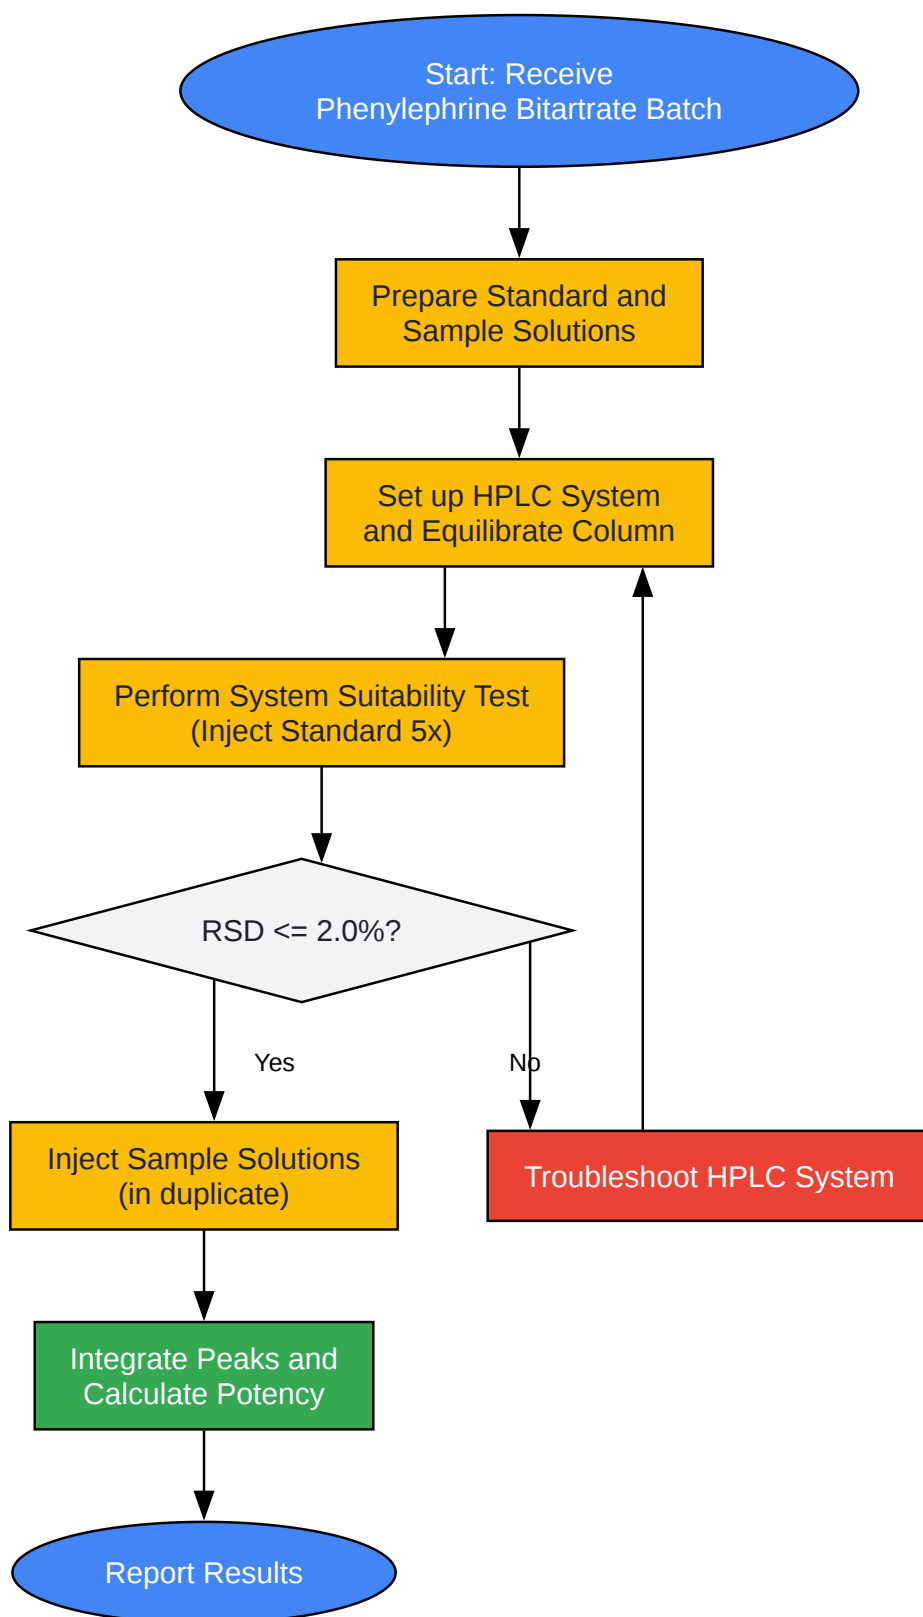 Start: Receive
Phenylephrine Bitartrate Batch
Prepare Standard and
Sample Solutions
Set up HPLC System
and Equilibrate Column
Perform System Suitability Test
(Inject Standard 5x)
RSD <= 2.0%?
Yes
No
Inject Sample Solutions
(in duplicate)
Troubleshoot HPLC System
Integrate Peaks and
Calculate Potency
Report Results